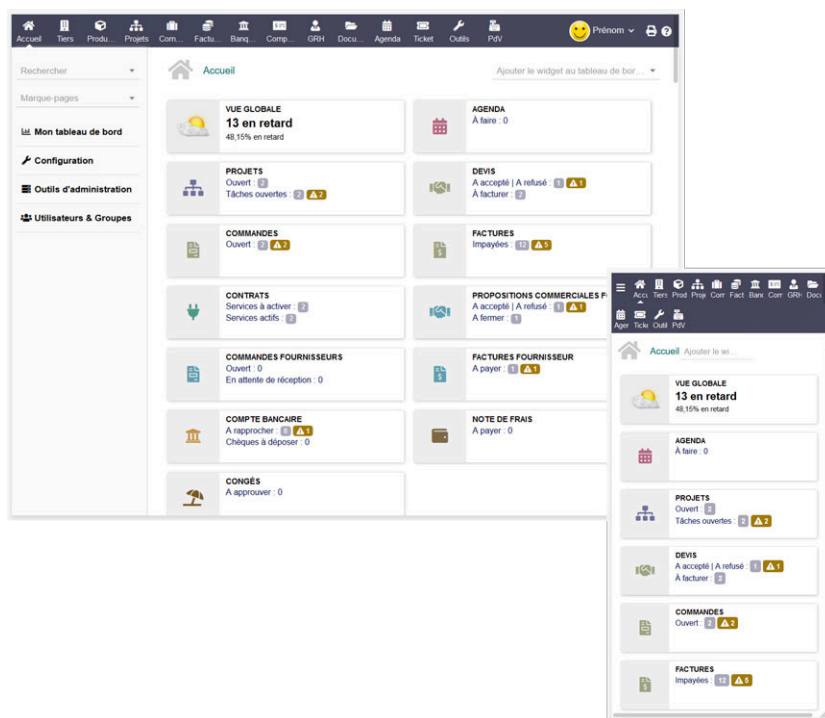 Accueil Tiers Produ... Projets Com... Factu... Banq... Comp... GRH Docu... Agenda Ticket Outils PdV Prénom
Rechercher
Marque-pages
Mon tableau de bord
Configuration
Outils d'administration
Utilisateurs & Groupes
Accueil
Ajouter le widget au tableau de bor...
VUE GLOBALE
13 en retard
48,15% en retard
AGENDA
À faire : 0
PROJETS
Ouvert : 2
Tâches ouvertes : 2 2
DEVIS
A accepté | A refusé : 1 1
À facturer : 2
COMMANDES
Ouvert : 2 2
FACTURES
Impayées : 12 5
CONTRATS
Services à activer : 2
Services actifs : 2
PROPOSITIONS COMMERCIALES F
A accepté | A refusé : 1 1
A fermer : 1
COMMANDES FOURNISSEURS
Ouvert : 0
En attente de réception : 0
FACTURES FOURNISSEUR
A payer : 1 1
COMPTE BANCAIRE
A rapprocher : 6 1
Chèques à déposer : 0
NOTE DE FRAIS
A payer : 0
CONGÉS
A approuver : 0
Accu Tiers Prod Proje Com Fact Banc Com GRH Docu
Ager Ticke Outil PdV
Accueil Ajouter le wi...
VUE GLOBALE
13 en retard
48,15% en retard
AGENDA
À faire : 0
PROJETS
Ouvert : 2
Tâches ouvertes : 2 2
DEVIS
A accepté | A refusé : 1 1
À facturer : 2
COMMANDES
Ouvert : 2 2
FACTURES
Impayées : 12 5